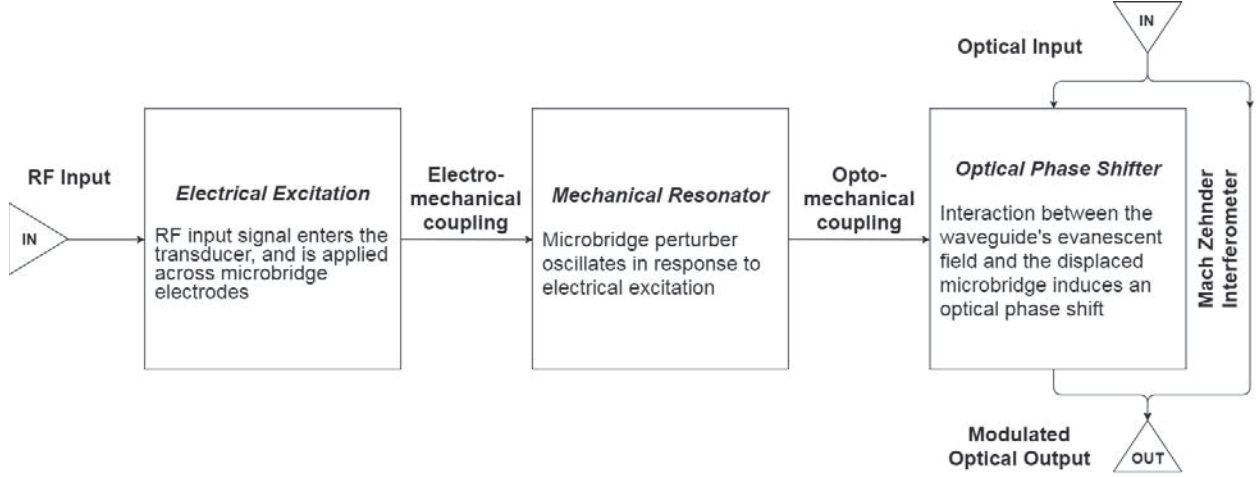 RF Input
IN
Electrical Excitation
RF input signal enters the
transducer, and is applied
across microbridge
electrodes
Electro-
mechanical
coupling
Mechanical Resonator
Microbridge perturber
oscillates in response to
electrical excitation
Opto-
mechanical
coupling
Optical Input
IN
Optical Phase Shifter
Interaction between the
waveguide's evanescent
field and the displaced
microbridge induces an
optical phase shift
Mach Zehnder
Interferometer
Modulated
Optical Output
OUT